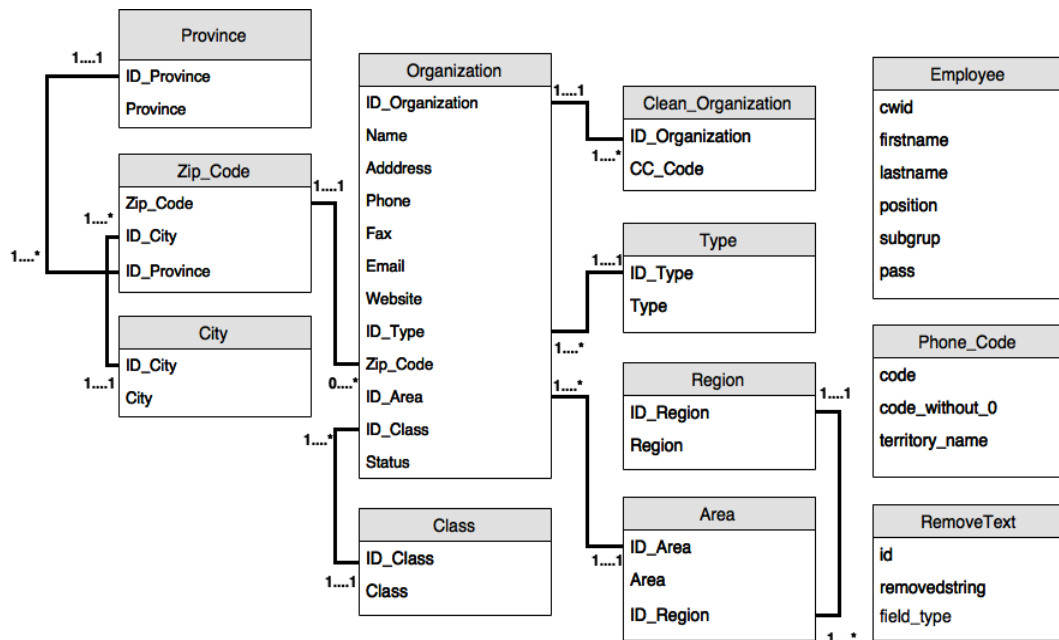 Province
1....1
ID_Province
Province
Zip_Code
1....1
Zip_Code
1....*
ID_City
1....*
ID_Province
City
ID_City
1....1
City
Organization
ID_Organization
1....1
Name
Adddress
Phone
Fax
Email
Website
ID_Type
1....*
Zip_Code
0....*
1....*
ID_Area
ID_Class
1....*
Status
Class
ID_Class
1....1
Class
Clean_Organization
ID_Organization
1....*
CC_Code
Type
1....1
ID_Type
Type
Region
1....1
ID_Region
Region
Area
ID_Area
1....1
Area
ID_Region
1...*
Employee
cwid
firstname
lastname
position
subgrup
pass
Phone_Code
code
code_without_0
territory_name
RemoveText
id
removedstring
field_type